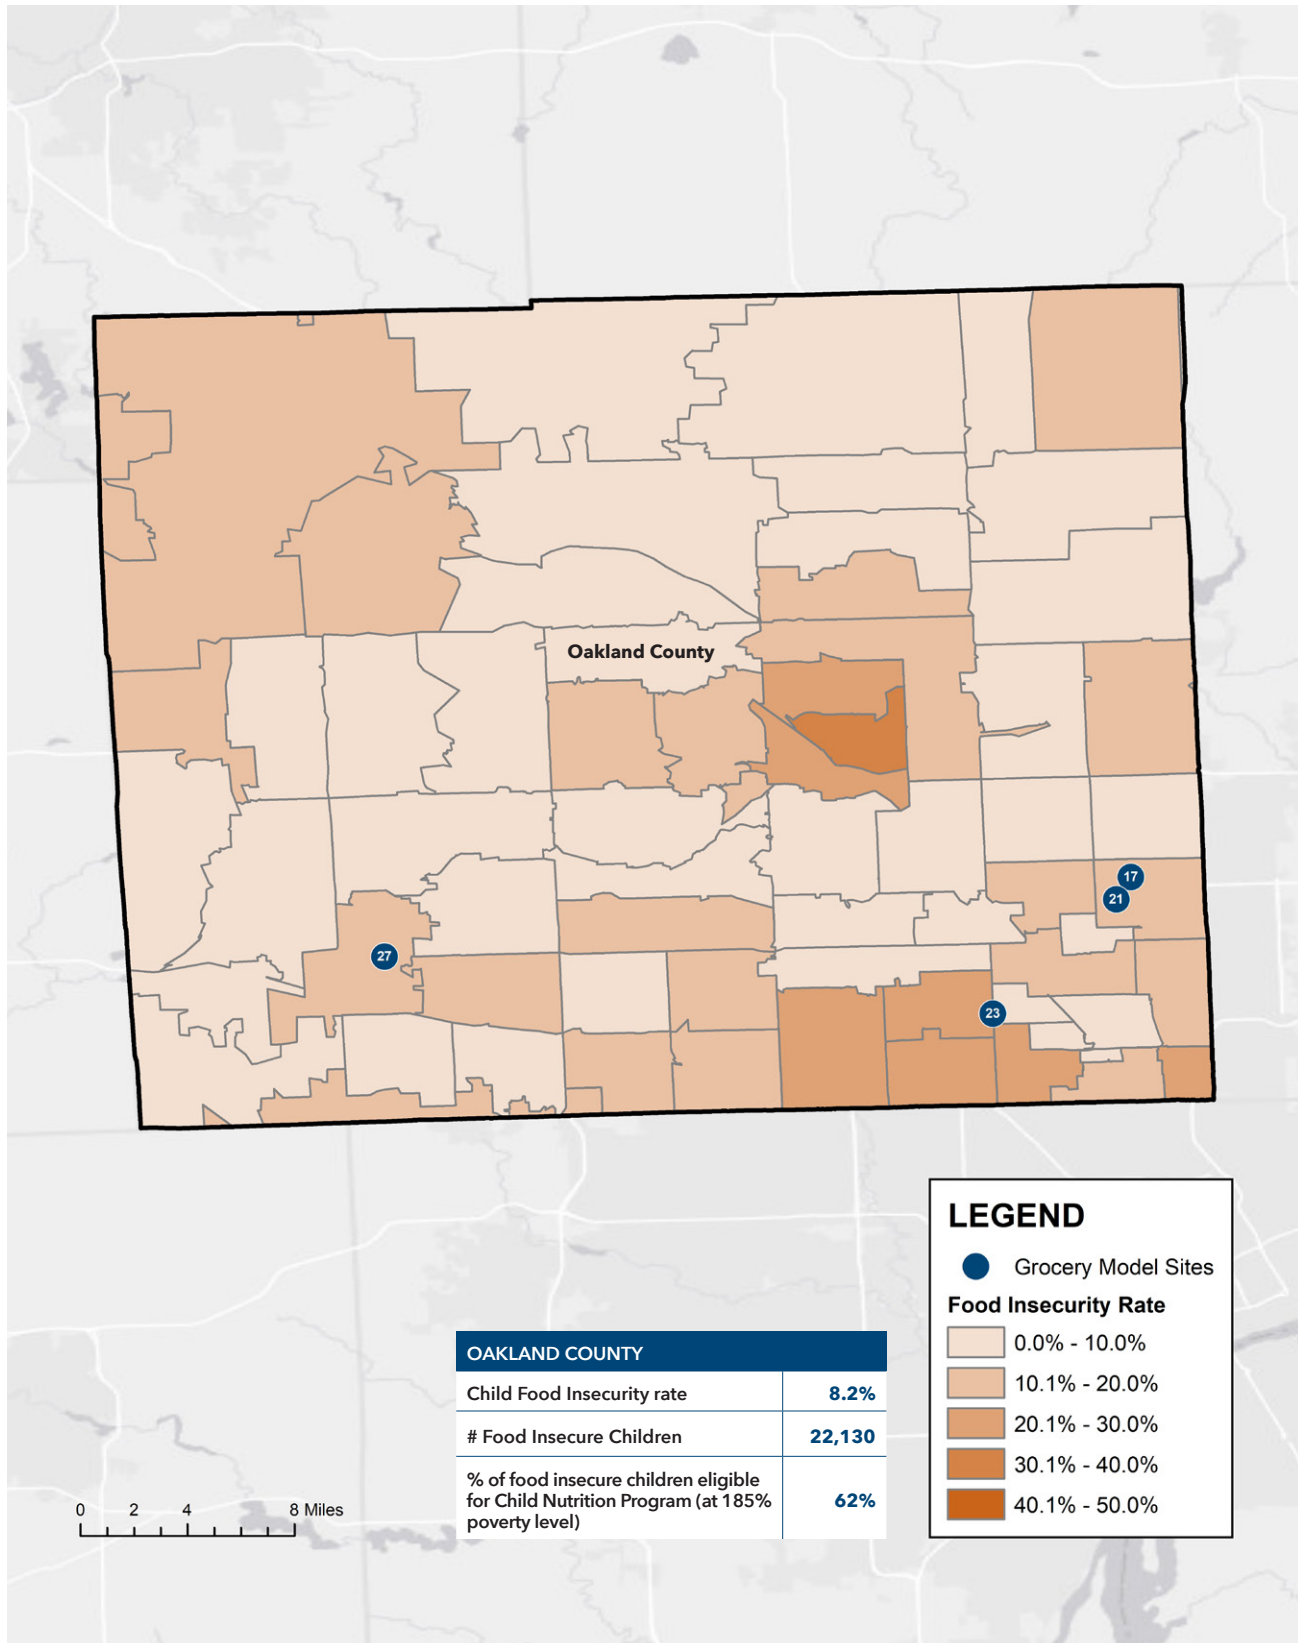 Oakland County
17
21
27
23
LEGEND
Grocery Model Sites
Food Insecurity Rate
0.0% - 10.0%
10.1% - 20.0%
20.1% - 30.0%
30.1% - 40.0%
40.1% - 50.0%
OAKLAND COUNTY
Child Food Insecurity rate 8.2%
# Food Insecure Children 22,130
% of food insecure children eligible
for Child Nutrition Program (at 185% 62%
poverty level)
0 2 4 8 Miles